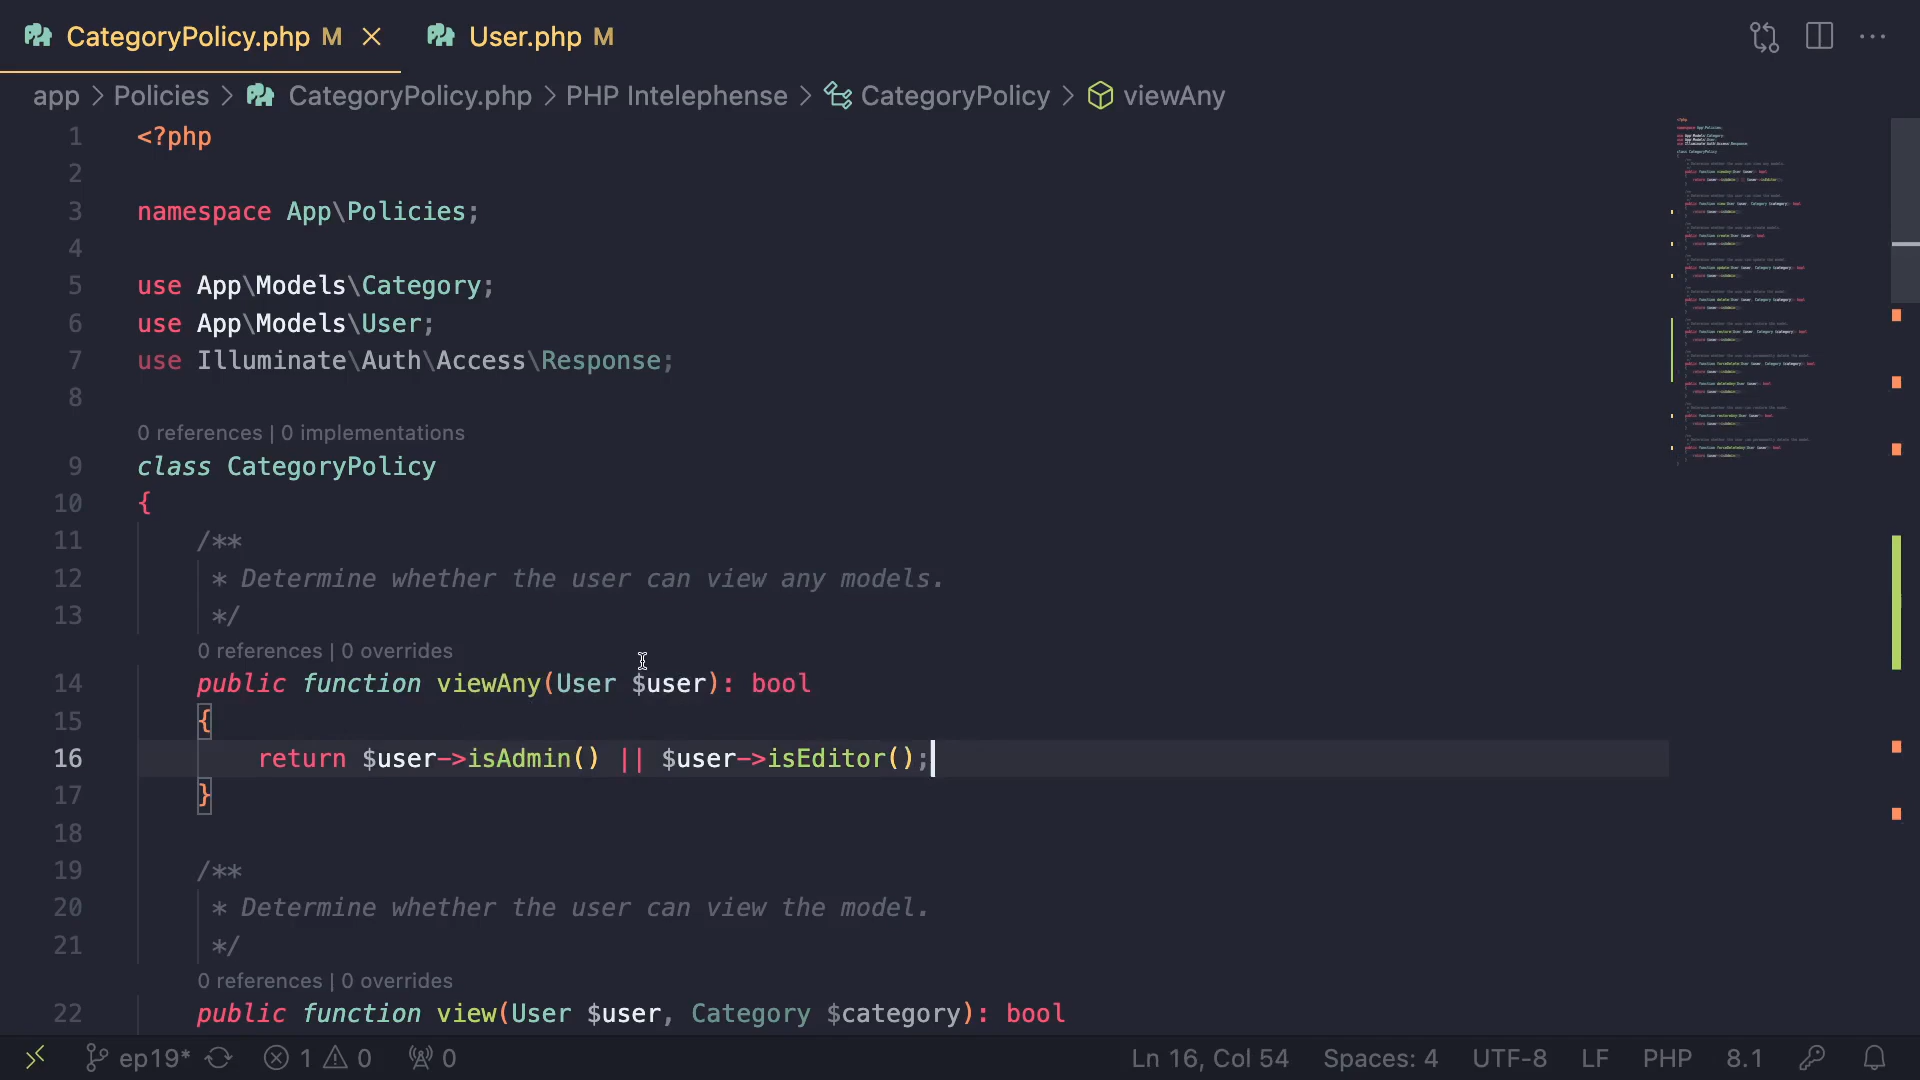 CategoryPolicy.php M
User.php M
app > Policies > CategoryPolicy.php > PHP Intelephense > CategoryPolicy > viewAny
1 <?php
2
3 namespace App\Policies;
4
5 use App\Models\Category;
6 use App\Models\User;
7 use Illuminate\Auth\Access\Response;
8
0 references | 0 implementations
9 class CategoryPolicy
10 {
11 /**
12 * Determine whether the user can view any models.
13 */
0 references | 0 overrides
14 public function viewAny(User $user): bool
15 {
16 return $user->isAdmin() || $user->isEditor();
17 }
18
19 /**
20 * Determine whether the user can view the model.
21 */
0 references | 0 overrides
22 public function view(User $user, Category $category): bool
ep19* 1 0 0 Ln 16, Col 54 Spaces: 4 UTF-8 LF PHP 8.1